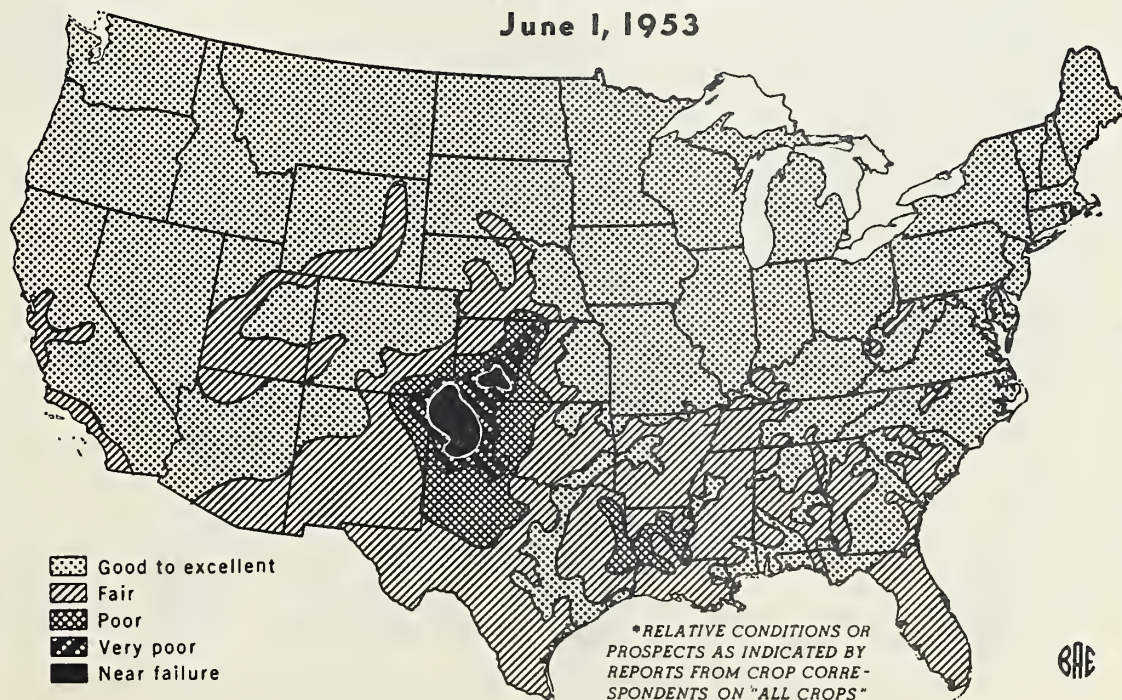 June 1, 1953
Good to excellent
Fair
Poor
Very poor
Near failure
*RELATIVE CONDITIONS OR
PROSPECTS AS INDICATED BY
REPORTS FROM CROP CORRE-
SPONDENTS ON "ALL CROPS"
BAE